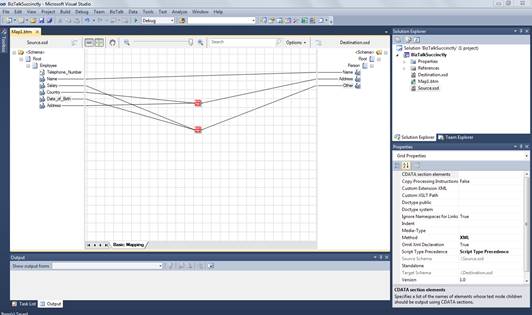 BizTalkSuccinctly - Microsoft Visual Studio
File Edit View Project Build Debug Team Data Tools Test Analyze Window Help
Debug
Toolbox
Map1.btm
Source.xsd
Search
Options
Destination.xsd
<Schema>
Root
Employee
Telephone_Number
Name
Salary
Country
Date_of_Birth
Address
<Schema>
Root
Person
Name
Address
Other
Basic Mapping
Output
Show output from:
Task List
Output
Item(s) Saved
Solution Explorer
Solution 'BizTalkSuccinctly' (1 project)
BizTalkSuccinctly
Properties
References
Destination.xsd
Map1.btm
Source.xsd
Solution Explorer
Team Explorer
Properties
Grid Properties
CDATA section elements
Copy Processing Instructions False
Custom Extension XML
Custom XSLT Path
Doctype public
Doctype system
Ignore Namespaces for Links True
Indent
Media-Type
Method XML
Omit Xml Declaration True
Script Type Precedence Script Type Precedence
Source Schema .\Source.xsd
Standalone
Target Schema .\Destination.xsd
Version 1.0
CDATA section elements
Specifies a list of the names of elements whose text node children should be output using CDATA sections.